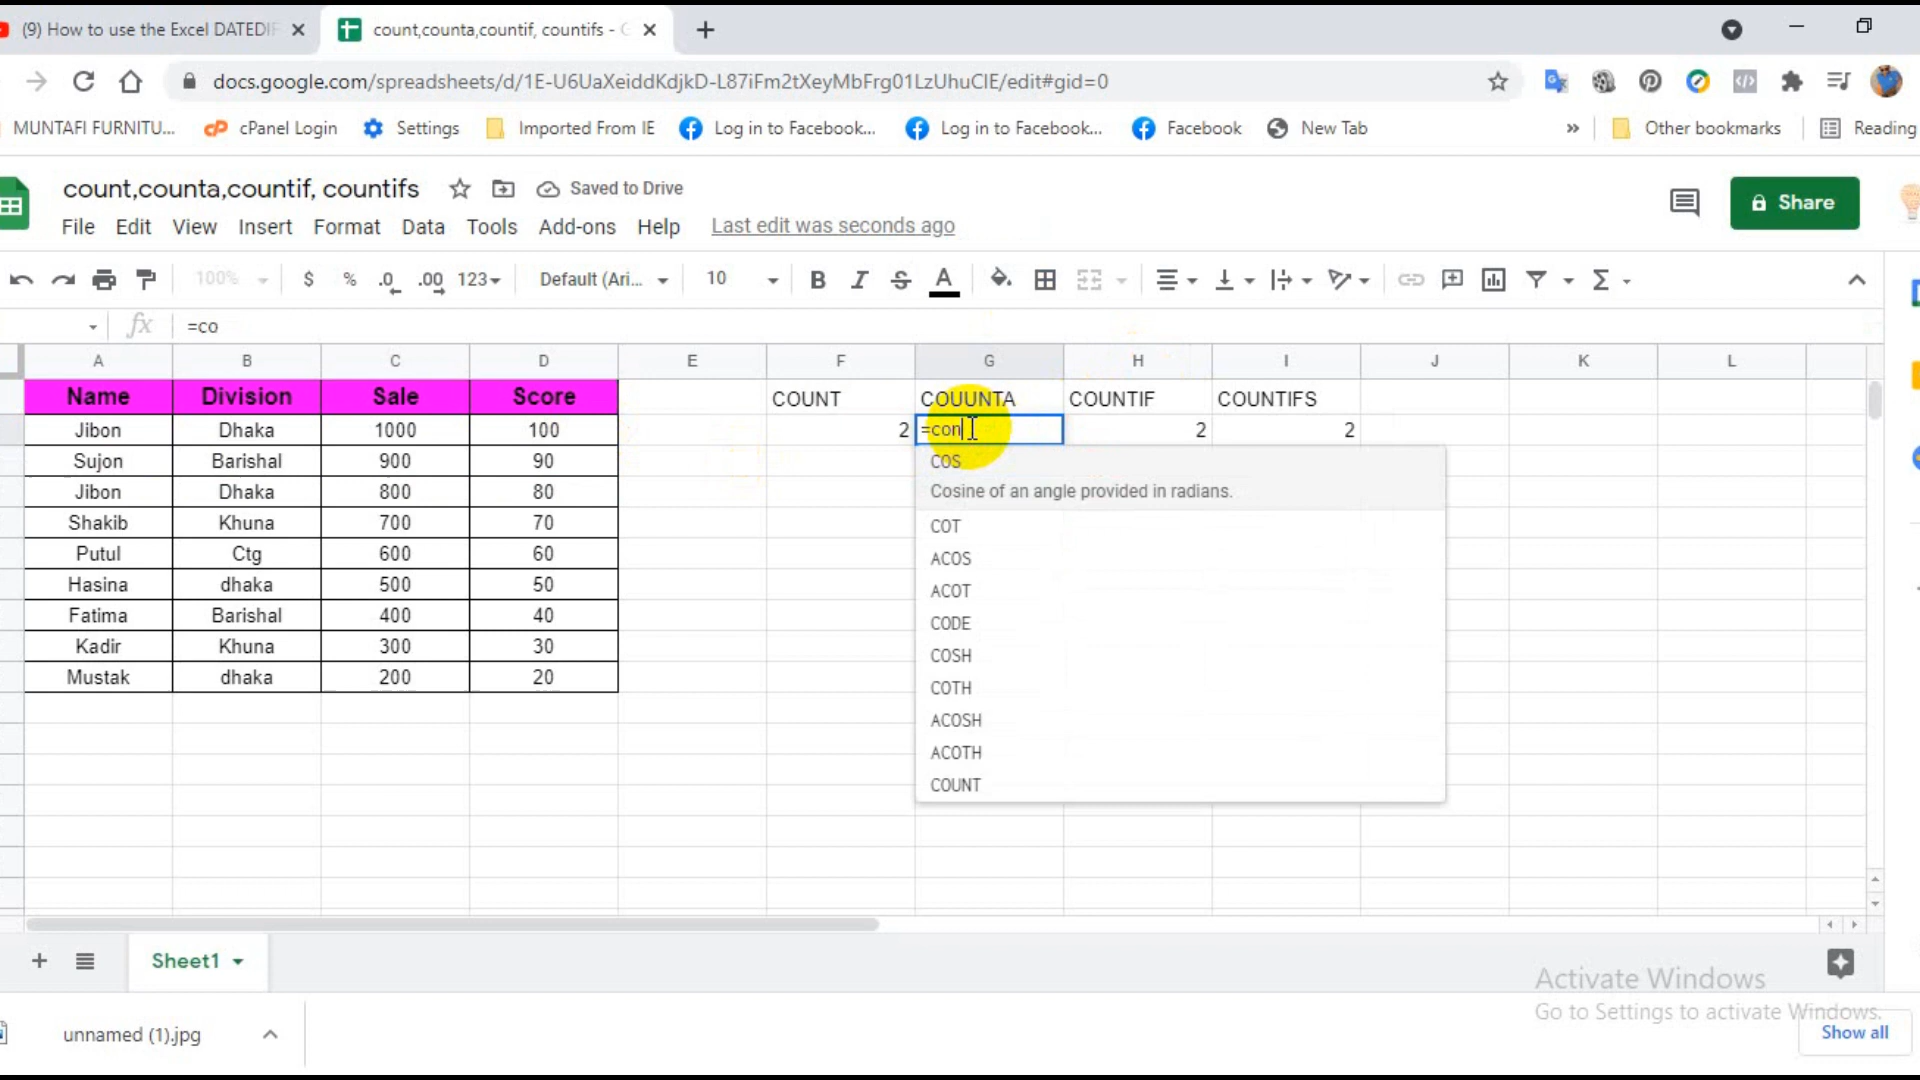 (9) How to use the Excel DATEDIF
count,counta,countif, countifs - G
docs.google.com/spreadsheets/d/1E-U6UaXeiddKdjkD-L87iFm2tXeyMbFrg01LzUhuCIE/edit#gid=0
MUNTAFI FURNITU... cPanel Login Settings Imported From IE Log in to Facebook... Log in to Facebook... Facebook New Tab » Other bookmarks Reading
count,counta,countif, countifs Saved to Drive
Share
File Edit View Insert Format Data Tools Add-ons Help Last edit was seconds ago
100% $ % .0 .00 123 Default (Ari... 10 B I S A Σ
fx =co
A B C D E F G H I J K L
Name Division Sale Score COUNT COUUNTA COUNTIF COUNTIFS
Jibon Dhaka 1000 100 2 =con 2 2
Sujon Barishal 900 90 COS
Jibon Dhaka 800 80 Cosine of an angle provided in radians.
Shakib Khuna 700 70 COT
Putul Ctg 600 60 ACOS
Hasina dhaka 500 50 ACOT
Fatima Barishal 400 40 CODE
Kadir Khuna 300 30 COSH
Mustak dhaka 200 20 COTH
ACOSH
ACOTH
COUNT
Sheet1
Activate Windows
Go to Settings to activate Windows.
unnamed (1).jpg
Show all